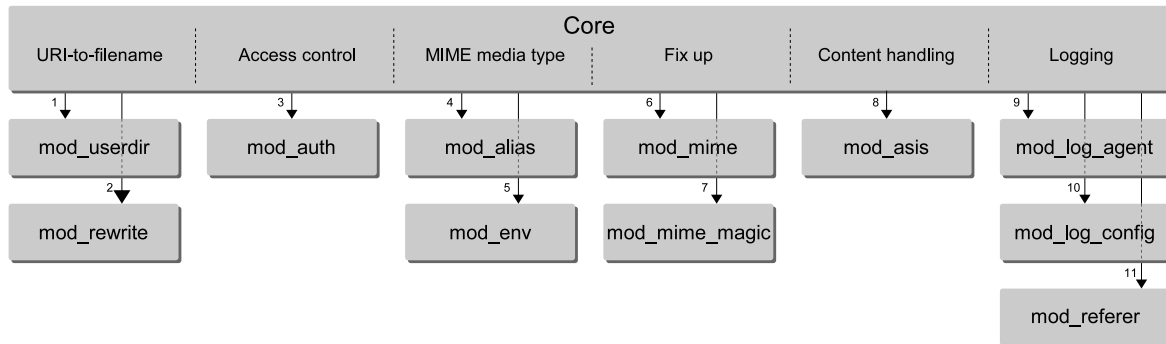 Core
URI-to-filename Access control MIME media type Fix up Content handling Logging
1 3 4 6 8 9
mod_userdir mod_auth mod_alias mod_mime mod_asis mod_log_agent
2 5 7 10
mod_rewrite mod_env mod_mime_magic mod_log_config
11
mod_referer